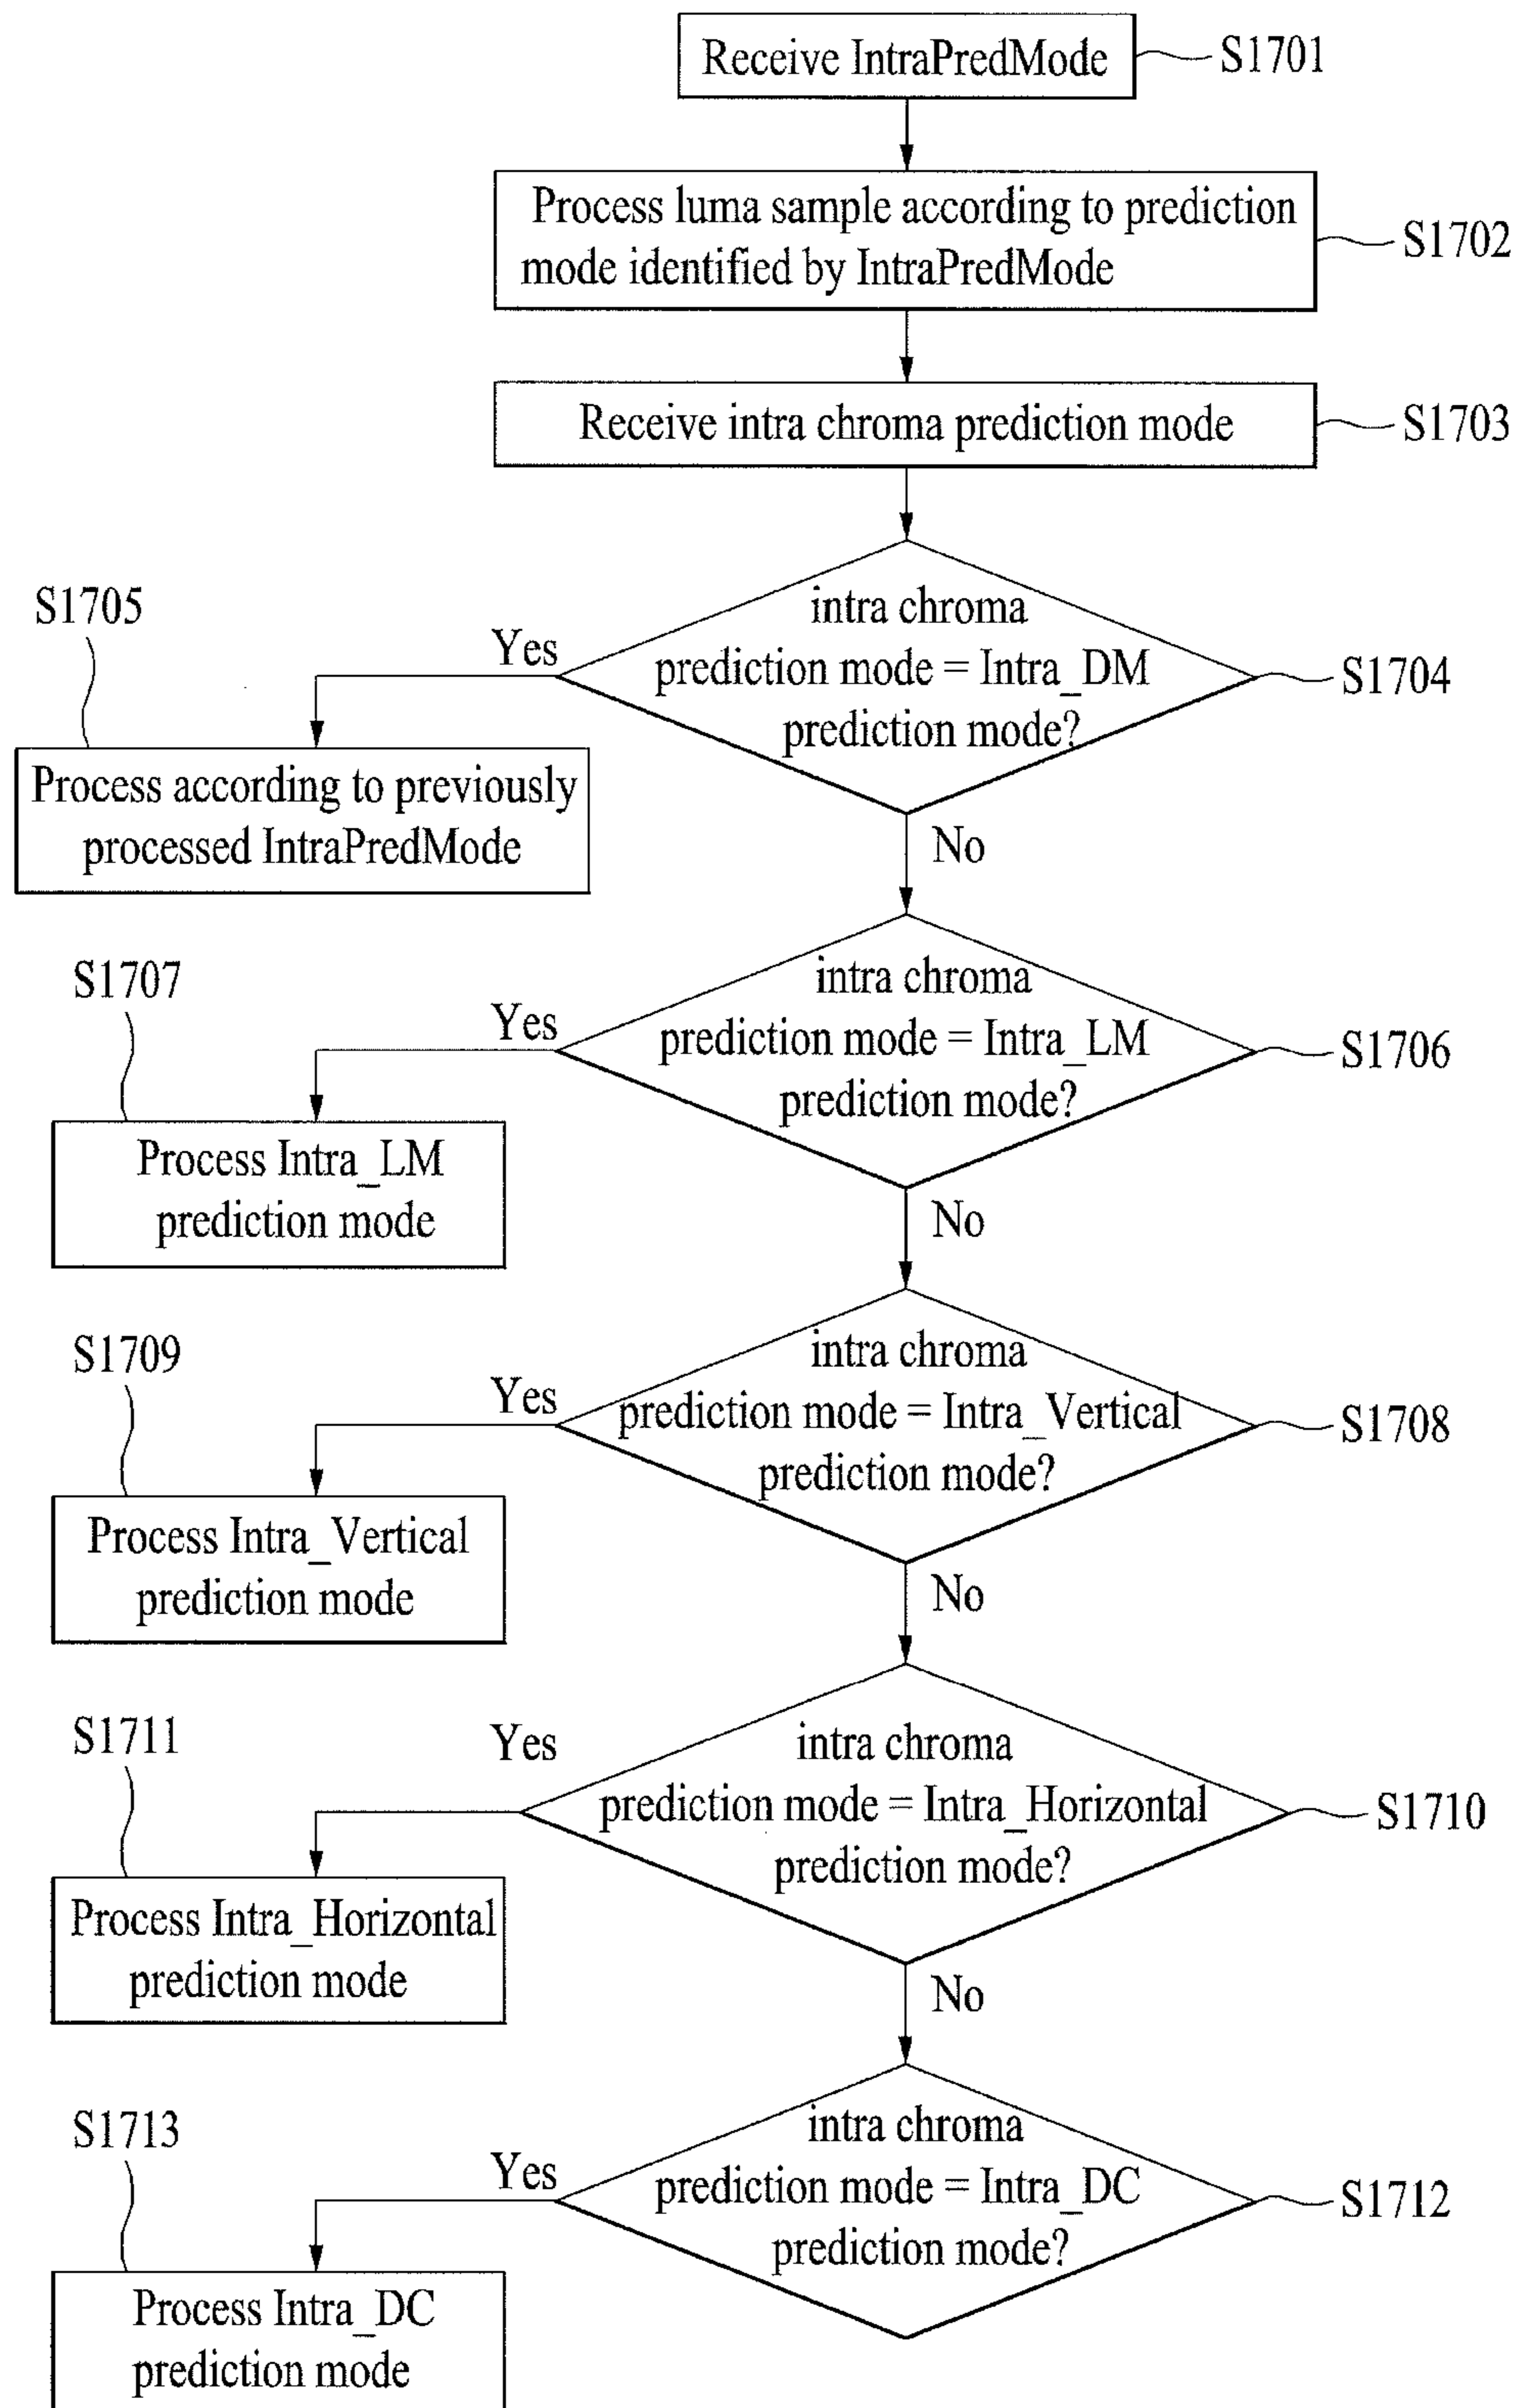 Receive IntraPredMode
S1701
Process luma sample according to prediction
mode identified by IntraPredMode
S1702
Receive intra chroma prediction mode
S1703
intra chroma
prediction mode = Intra_DM
prediction mode?
S1704
Yes
S1705
Process according to previously
processed IntraPredMode
No
intra chroma
prediction mode = Intra_LM
prediction mode?
S1706
Yes
S1707
Process Intra_LM
prediction mode
No
intra chroma
prediction mode = Intra_Vertical
prediction mode?
S1708
Yes
S1709
Process Intra_Vertical
prediction mode
No
intra chroma
prediction mode = Intra_Horizontal
prediction mode?
S1710
Yes
S1711
Process Intra_Horizontal
prediction mode
No
intra chroma
prediction mode = Intra_DC
prediction mode?
S1712
Yes
S1713
Process Intra_DC
prediction mode